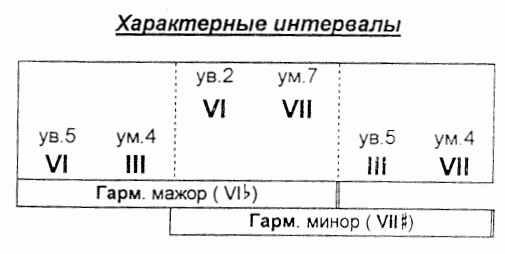 Характерные интервалы
ув.2 ум.7
VI VII
ув.5 ум.4 ув.5 ум.4
VI III III VII
Гарм. мажор ( VI♭ )
Гарм. минор ( VII♯ )